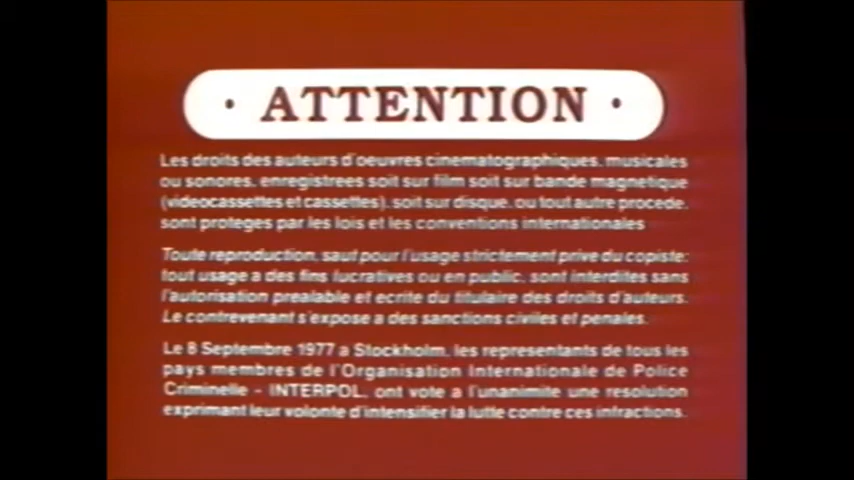 · ATTENTION ·
Les droits des auteurs d'oeuvres cinematographiques, musicales
ou sonores, enregistrees soit sur film soit sur bande magnetique
(videocassettes et cassettes), soit sur disque, ou tout autre procede,
sont proteges par les lois et les conventions internationales
Toute reproduction, sauf pour l'usage strictement prive du copiste;
tout usage a des fins lucratives ou en public, sont interdites sans
l'autorisation prealable et ecrite du titulaire des droits d'auteurs.
Le contrevenant s'expose a des sanctions civiles et penales.
Le 8 Septembre 1977 a Stockholm, les representants de tous les
pays membres de l'Organisation Internationale de Police
Criminelle - INTERPOL, ont vote a l'unanimite une resolution
exprimant leur volonte d'intensifier la lutte contre ces infractions.